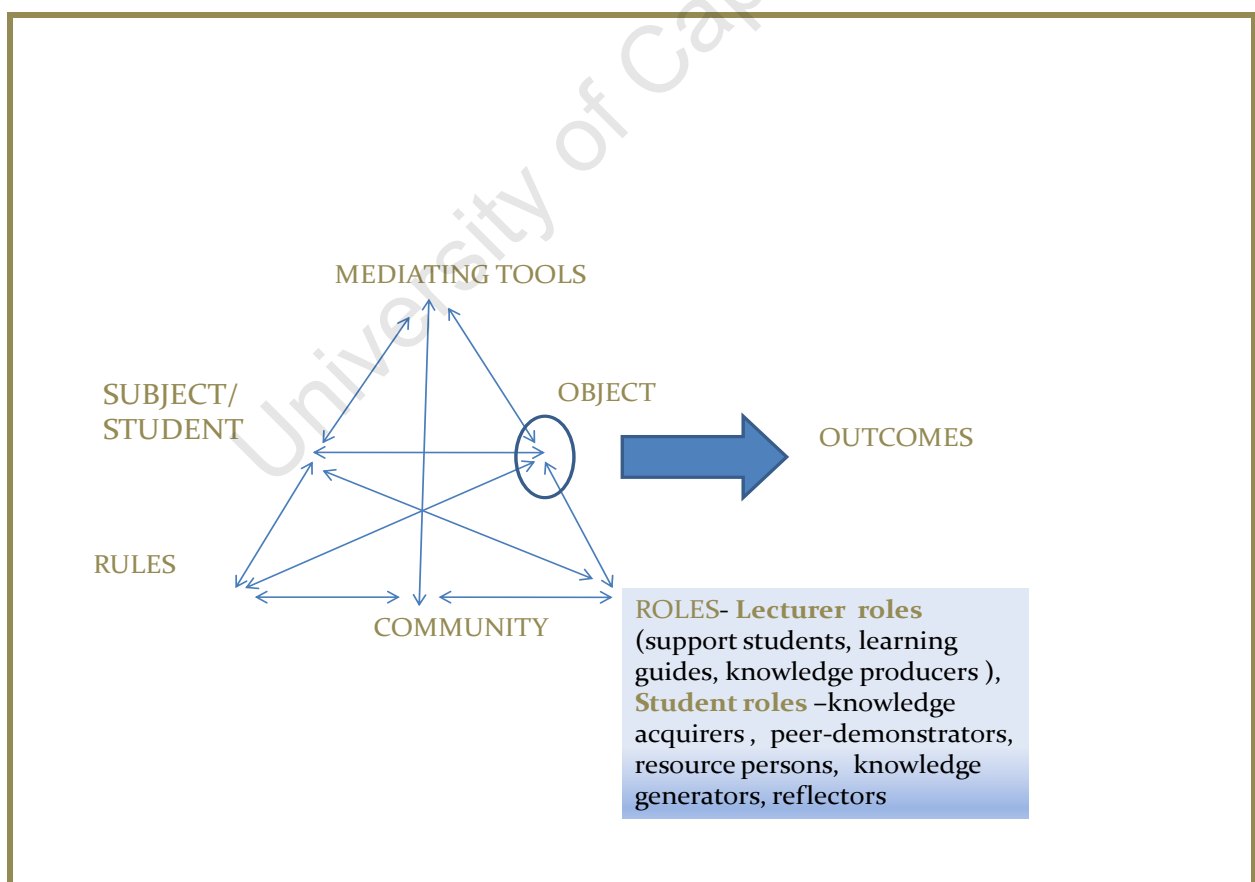 University of Cap
MEDIATING TOOLS
SUBJECT/
STUDENT
OBJECT
OUTCOMES
RULES
COMMUNITY
ROLES- Lecturer roles
(support students, learning
guides, knowledge producers ),
Student roles –knowledge
acquirers , peer-demonstrators,
resource persons, knowledge
generators, reflectors